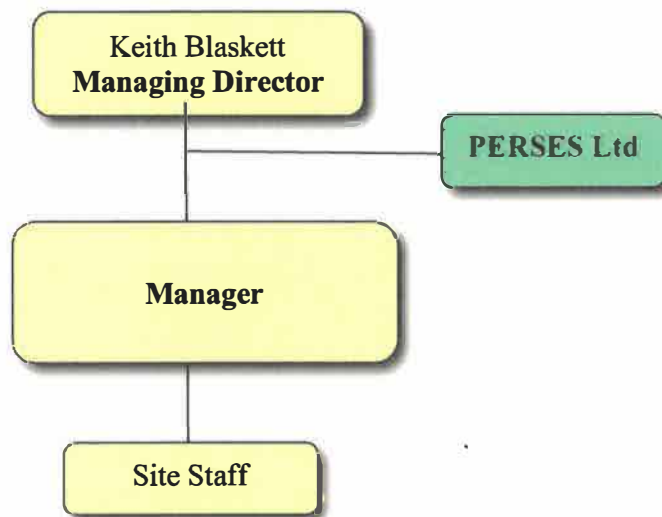 Keith Blaskett
Managing Director
PERSES Ltd
Manager
Site Staff